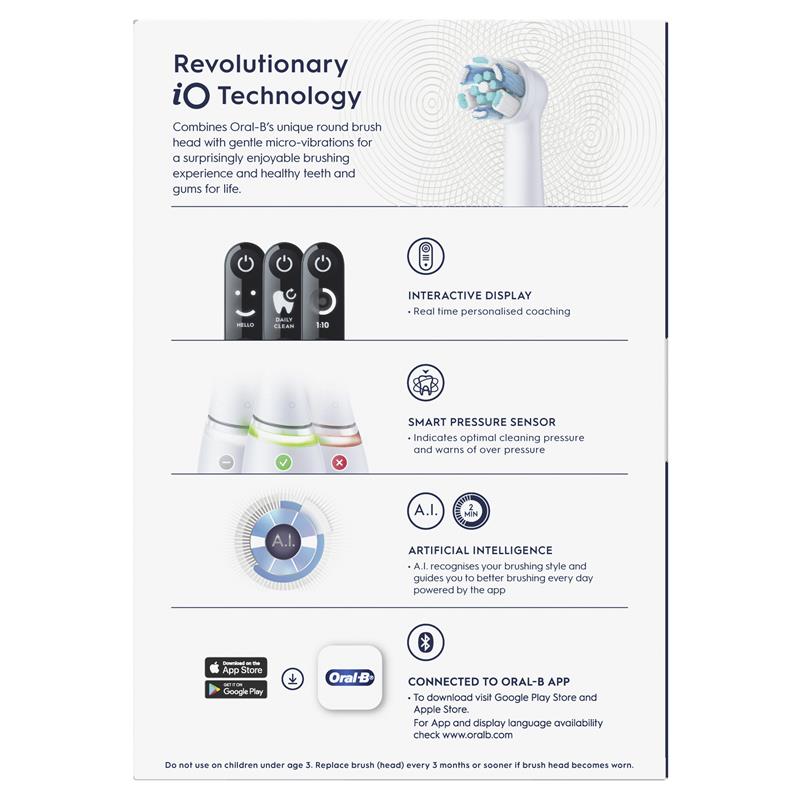 Revolutionary
iO Technology
Combines Oral-B's unique round brush
head with gentle micro-vibrations for
a surprisingly enjoyable brushing
experience and healthy teeth and
gums for life.
HELLO
DAILY
CLEAN
1:10
INTERACTIVE DISPLAY
• Real time personalised coaching
SMART PRESSURE SENSOR
• Indicates optimal cleaning pressure
and warns of over pressure
A.I.
A.I.
2
MIN
ARTIFICIAL INTELLIGENCE
• A.I. recognises your brushing style and
guides you to better brushing every day
powered by the app
Download on the
App Store
GET IT ON
Google Play
Oral-B®
CONNECTED TO ORAL-B APP
• To download visit Google Play Store and
Apple Store.
For App and display language availability
check www.oralb.com
Do not use on children under age 3. Replace brush (head) every 3 months or sooner if brush head becomes worn.